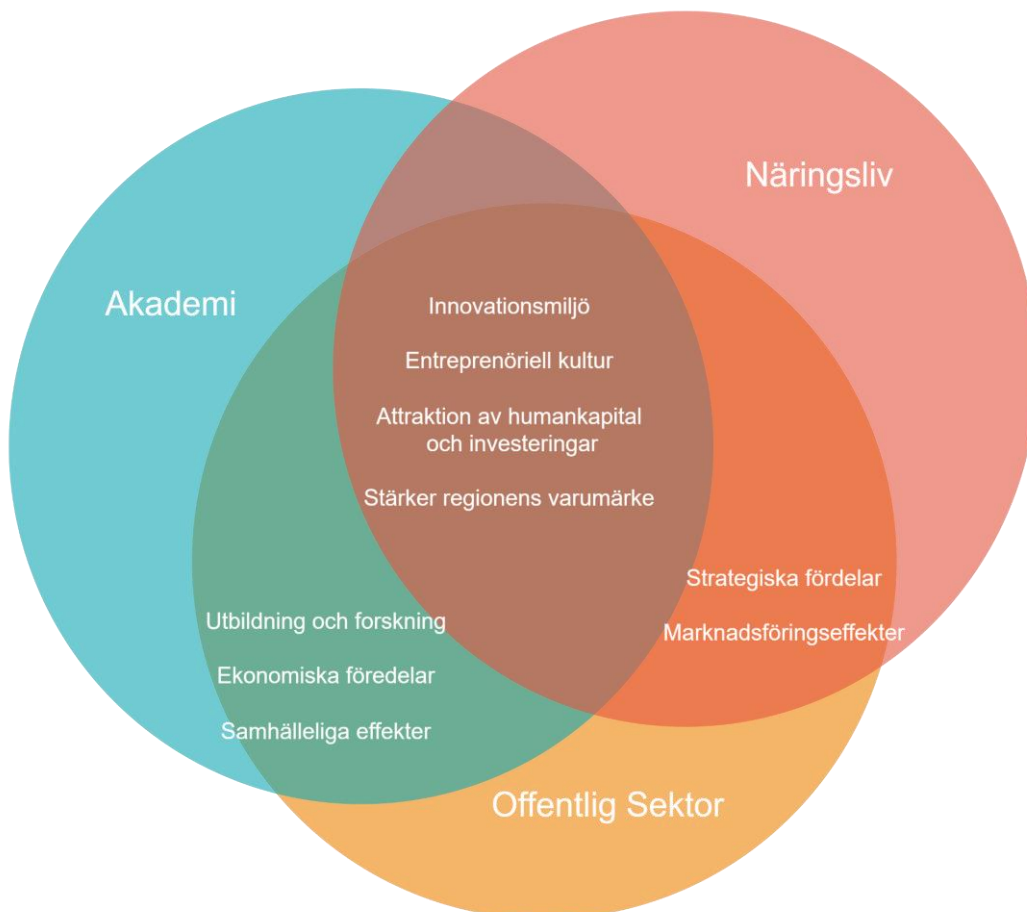 Näringsliv
Akademi
Innovationsmiljö
Entreprenöriell kultur
Attraktion av humankapital
och investeringar
Stärker regionens varumärke
Strategiska fördelar
Marknadsföringseffekter
Utbildning och forskning
Ekonomiska föredelar
Samhälleliga effekter
Offentlig Sektor